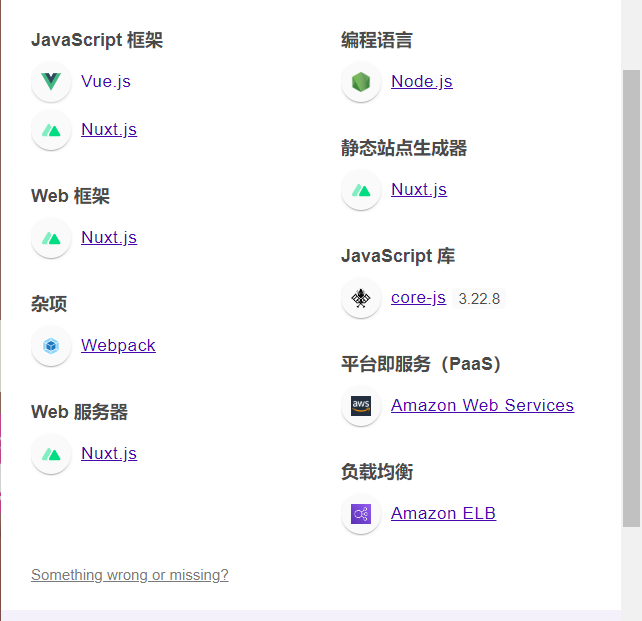 JavaScript 框架
Vue.js
Nuxt.js
Web 框架
Nuxt.js
杂项
Webpack
Web 服务器
Nuxt.js
编程语言
Node.js
静态站点生成器
Nuxt.js
JavaScript 库
core-js 3.22.8
平台即服务（PaaS）
aws
Amazon Web Services
负载均衡
Amazon ELB
Something wrong or missing?